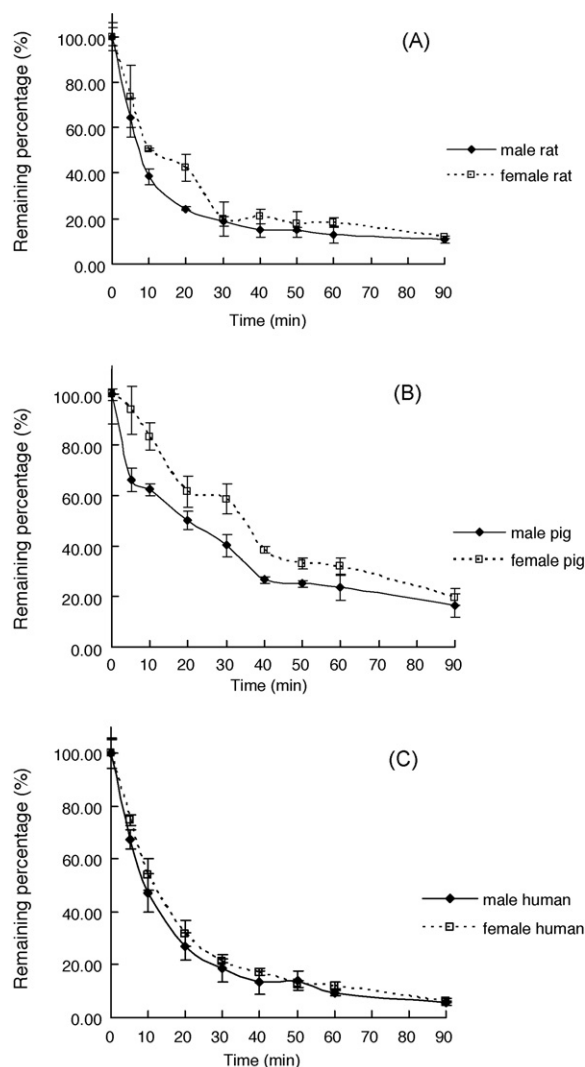 (A)
Remaining percentage (%)
100.00
80.00
60.00
40.00
20.00
0.00
male rat
female rat
0 10 20 30 40 50 60 70 80 90
Time (min)
(B)
Remaining percentage (%)
100.00
80.00
60.00
40.00
20.00
0.00
male pig
female pig
0 10 20 30 40 50 60 70 80 90
Time (min)
(C)
Remaining percentage (%)
100.00
80.00
60.00
40.00
20.00
0.00
male human
female human
0 10 20 30 40 50 60 70 80 90
Time (min)